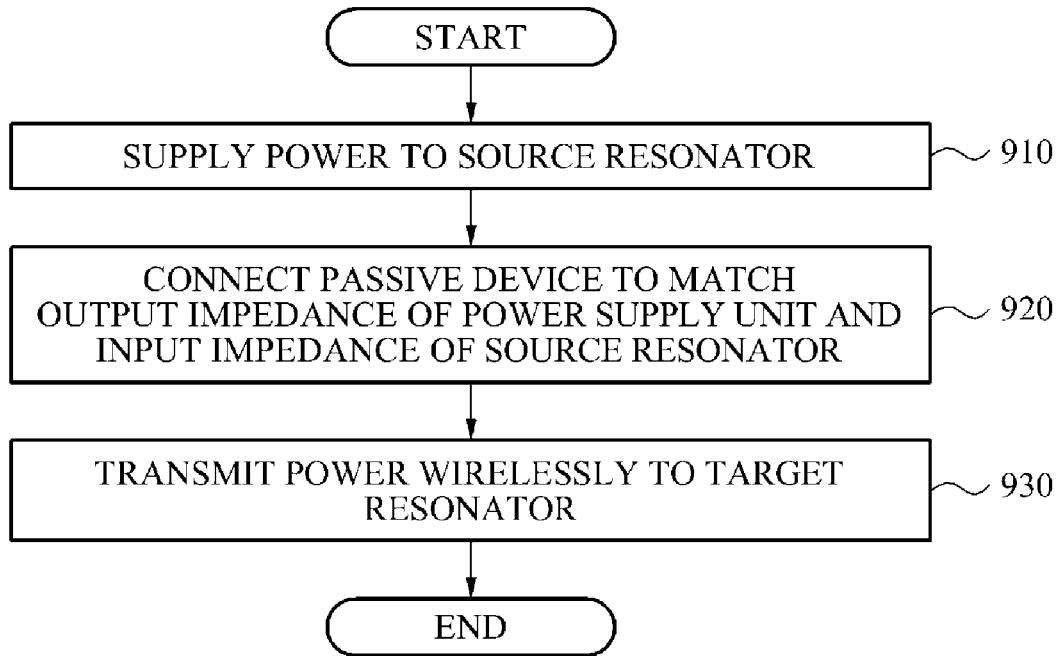 START
SUPPLY POWER TO SOURCE RESONATOR
910
CONNECT PASSIVE DEVICE TO MATCH
OUTPUT IMPEDANCE OF POWER SUPPLY UNIT AND
INPUT IMPEDANCE OF SOURCE RESONATOR
920
TRANSMIT POWER WIRELESSLY TO TARGET
RESONATOR
930
END